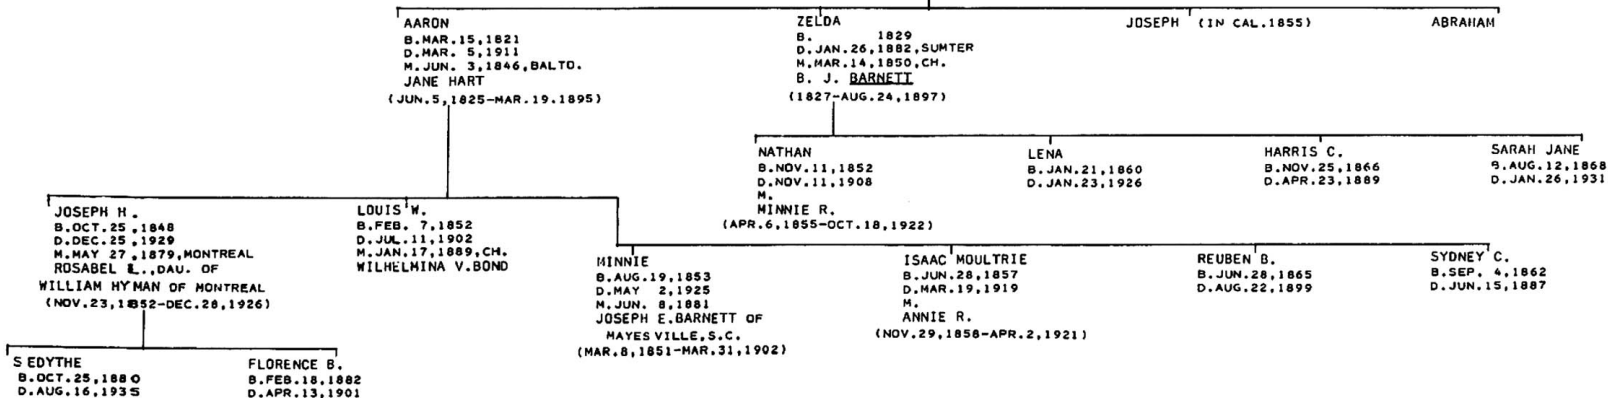 AARON
B.MAR.15,1821
D.MAR. 5,1911
M.JUN. 3,1846,BALTO.
JANE HART
(JUN.5,1825-MAR.19.1895)
ZELDA
B. 1829
D.JAN.26,1882,SUMTER
M.MAR.14,1850,CH.
B. J. BARNETT
(1827-AUG.24,1897)
JOSEPH (IN CAL.1855)
ABRAHAM
NATHAN
B.NOV.11,1852
D.NOV.11,1908
M.
MINNIE R.
(APR.6,1855-OCT.18,1922)
LENA
B.JAN.21,1860
D.JAN.23,1926
HARRIS C.
B.NOV.25,1866
D.APR.23,1889
SARAH JANE
B.AUG.12,1868
D.JAN.26,1931
JOSEPH H.
B.OCT.25,1848
D.DEC.25,1929
M.MAY 27,1879,MONTREAL
ROSABEL L.,DAU. OF
WILLIAM HYMAN OF MONTREAL
(NOV.23,1852-DEC.28,1926)
LOUIS W.
B.FEB. 7,1852
D.JUL.11,1902
M.JAN.17,1889,CH.
WILHELMINA V.BOND
MINNIE
B.AUG.19,1853
D.MAY 2,1925
M.JUN. 8,1881
JOSEPH E.BARNETT OF
MAYESVILLE,S.C.
(MAR.8,1851-MAR.31,1902)
ISAAC MOULTRIE
B.JUN.28,1857
D.MAR.19,1919
M.
ANNIE R.
(NOV.29,1858-APR.2,1921)
REUBEN B.
B.JUN.28,1865
D.AUG.22,1899
SYDNEY C.
B.SEP. 4,1862
D.JUN.15,1887
S EDYTHE
B.OCT.25,1880
D.AUG.16,1935
FLORENCE B.
B.FEB.18,1882
D.APR.13,1901